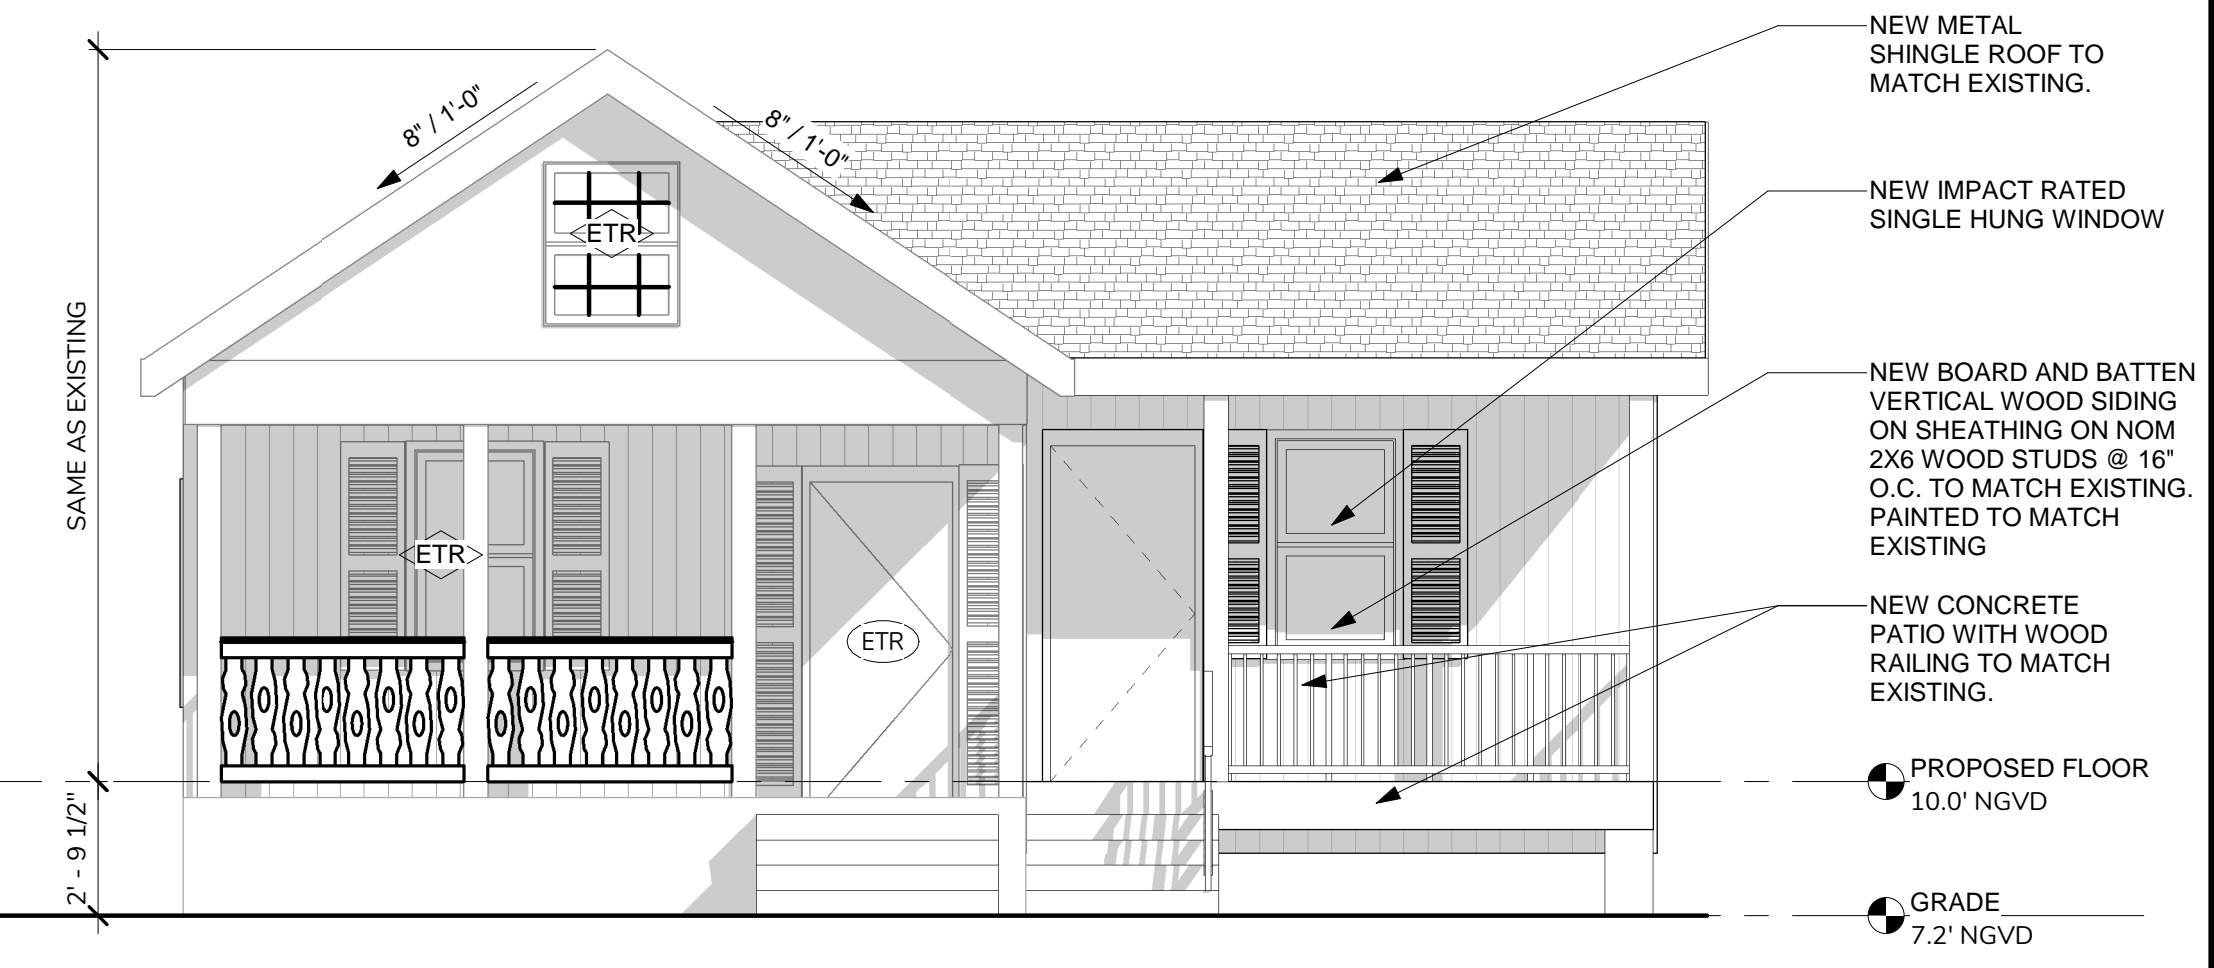 NEW METAL
SHINGLE ROOF TO
MATCH EXISTING.
8" / 1'-0"
8" / 1'-0"
NEW IMPACT RATED
SINGLE HUNG WINDOW
ETR
SAME AS EXISTING
NEW BOARD AND BATTEN
VERTICAL WOOD SIDING
ON SHEATHING ON NOM
2X6 WOOD STUDS @ 16"
O.C. TO MATCH EXISTING.
PAINTED TO MATCH
EXISTING
ETR
ETR
NEW CONCRETE
PATIO WITH WOOD
RAILING TO MATCH
EXISTING.
PROPOSED FLOOR
10.0' NGVD
2' - 9 1/2"
GRADE
7.2' NGVD